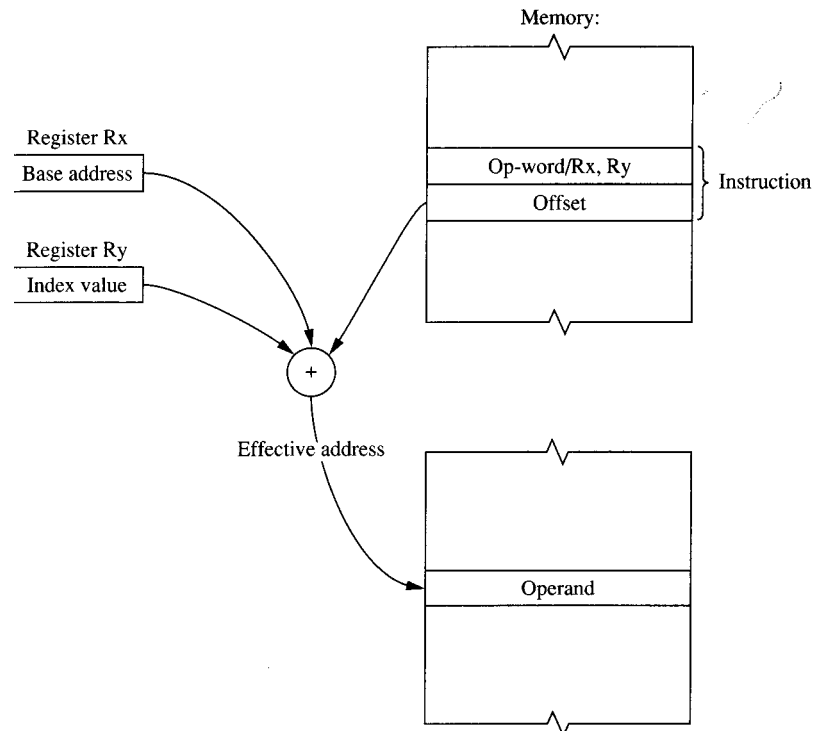 Memory:
Register Rx
Base address
Op-word/Rx, Ry
Instruction
Offset
Register Ry
Index value
+
Effective address
Operand